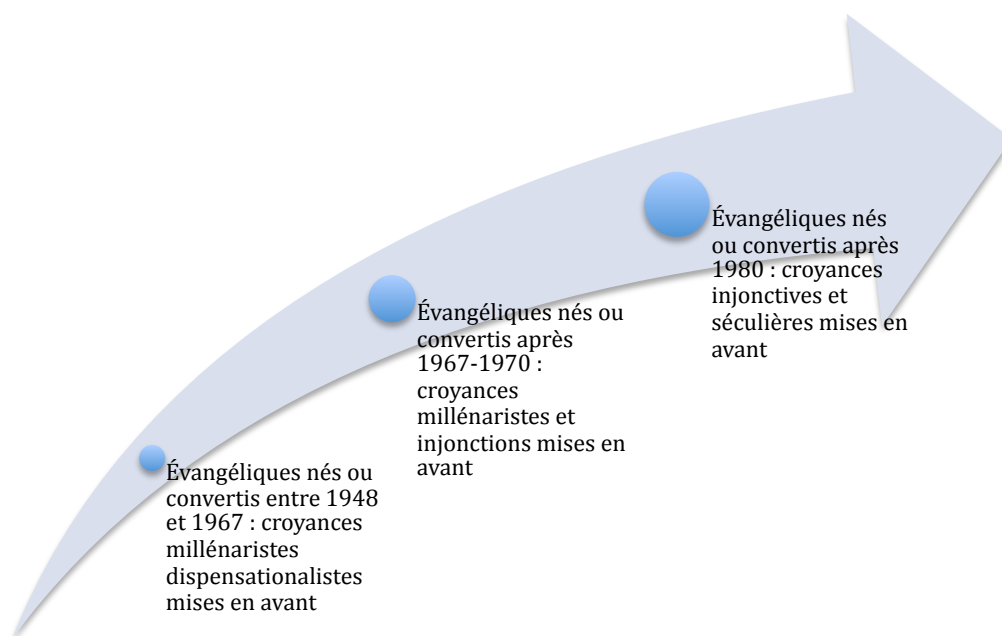 Évangéliques nés ou
convertis entre 1948
et 1967 : croyances
millénaristes
dispensationalistes
mises en avant
Évangéliques nés ou
convertis après
1967-1970 :
croyances
millénaristes et
injonctions mises en
avant
Évangéliques nés
ou convertis après
1980 : croyances
injonctives et
séculières mises en
avant